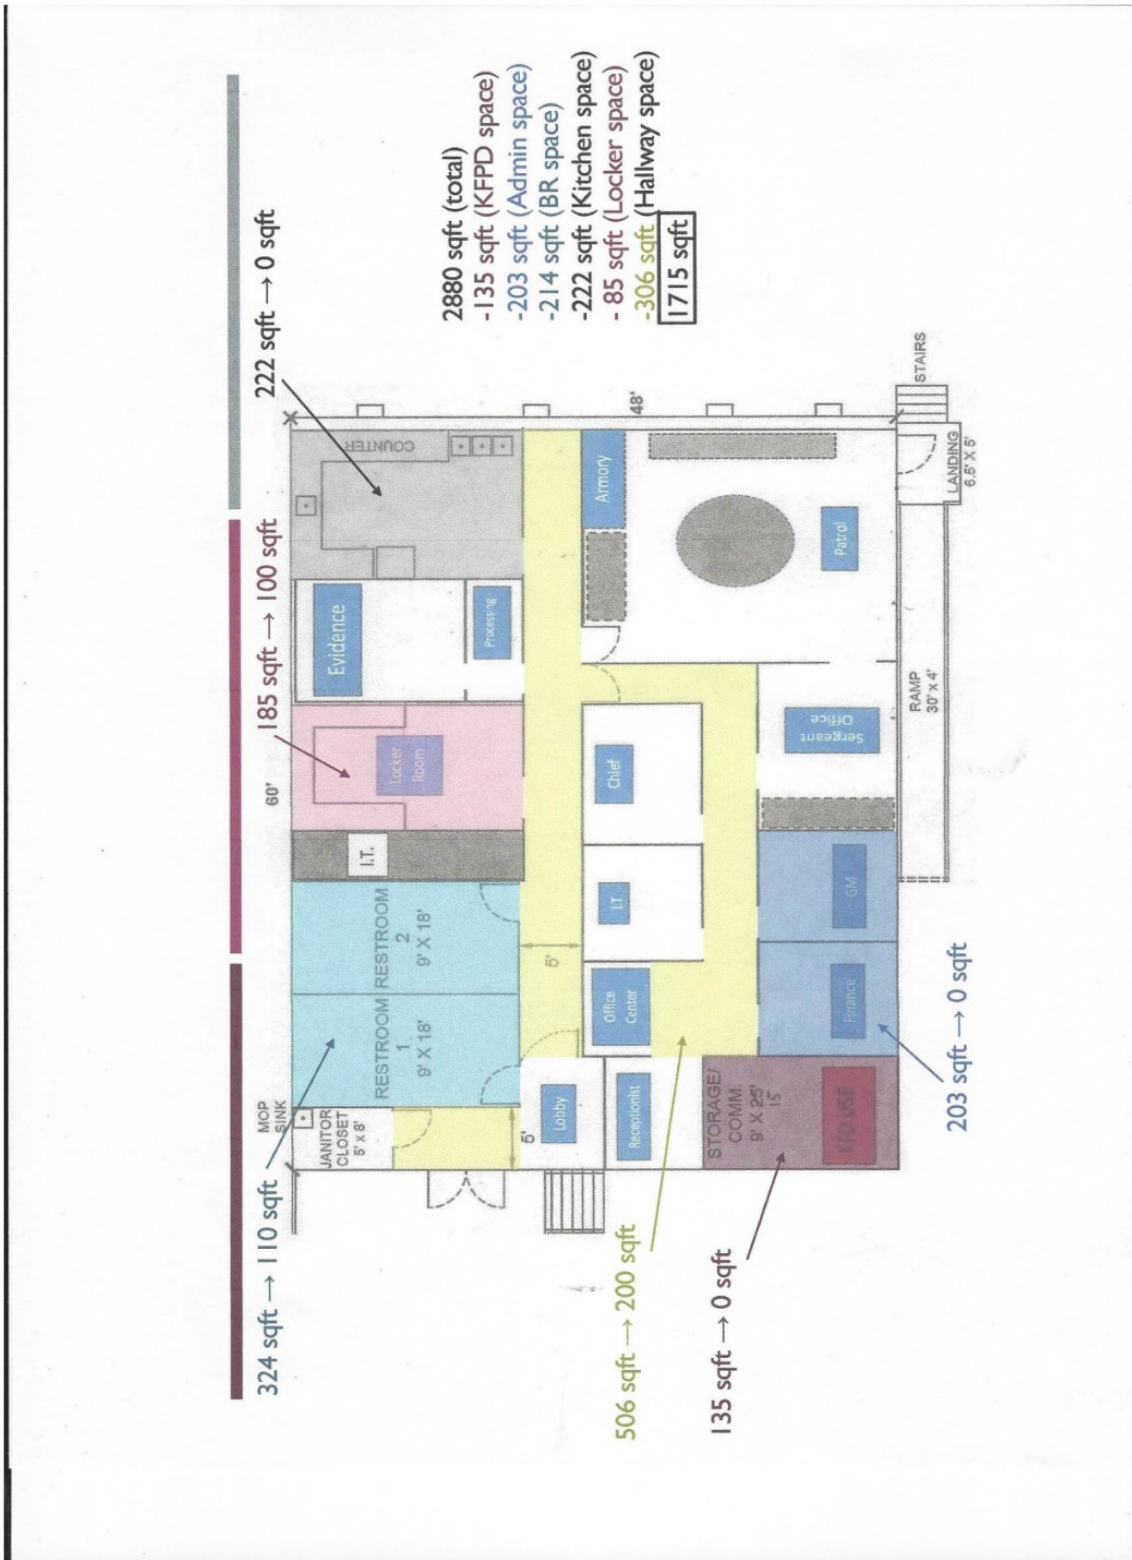 324 sqft → 110 sqft
185 sqft → 100 sqft
222 sqft → 0 sqft
2880 sqft (total)
-135 sqft (KFPD space)
-203 sqft (Admin space)
-214 sqft (BR space)
-222 sqft (Kitchen space)
- 85 sqft (Locker space)
-306 sqft (Hallway space)
1715 sqft
60'
MOP
SINK
JANITOR
CLOSET
5' x 8'
RESTROOM
1
9' X 18'
RESTROOM
2
9' X 18'
I.T.
Locker
Room
Evidence
Processing
COUNTER
48'
5'
5'
Lobby
Receptionist
Office
Center
LT
Chief
Armory
Patrol
Sergeant
Office
GM
Finance
STORAGE/
COMM.
9' X 25'
15
KFD USE
RAMP
30' x 4'
LANDING
6.5' X 5'
STAIRS
506 sqft → 200 sqft
135 sqft → 0 sqft
203 sqft → 0 sqft